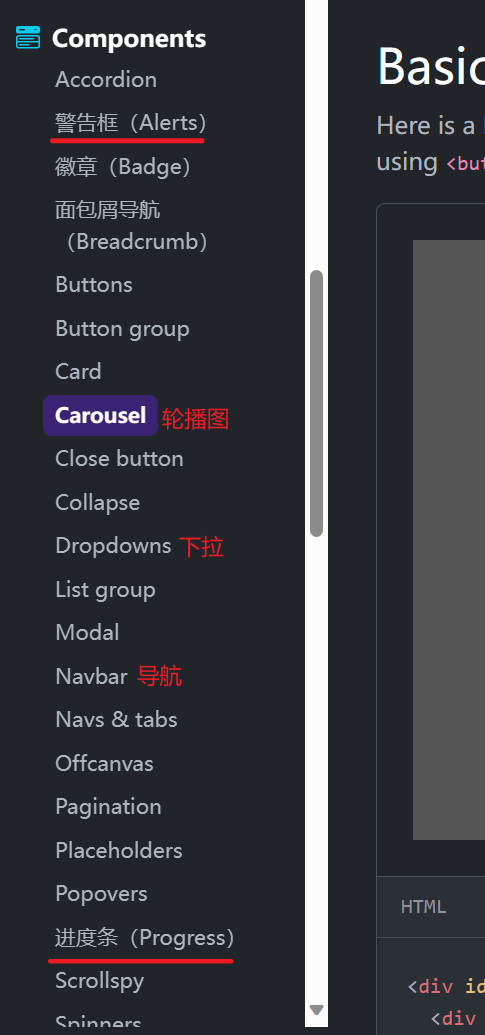 Components
Accordion
警告框（Alerts）
徽章（Badge）
面包屑导航
（Breadcrumb）
Buttons
Button group
Card
Carousel 轮播图
Close button
Collapse
Dropdowns 下拉
List group
Modal
Navbar 导航
Navs & tabs
Offcanvas
Pagination
Placeholders
Popovers
进度条（Progress）
Scrollspy
Spinners
Basic
Here is a
using <but
HTML
<div id
<div